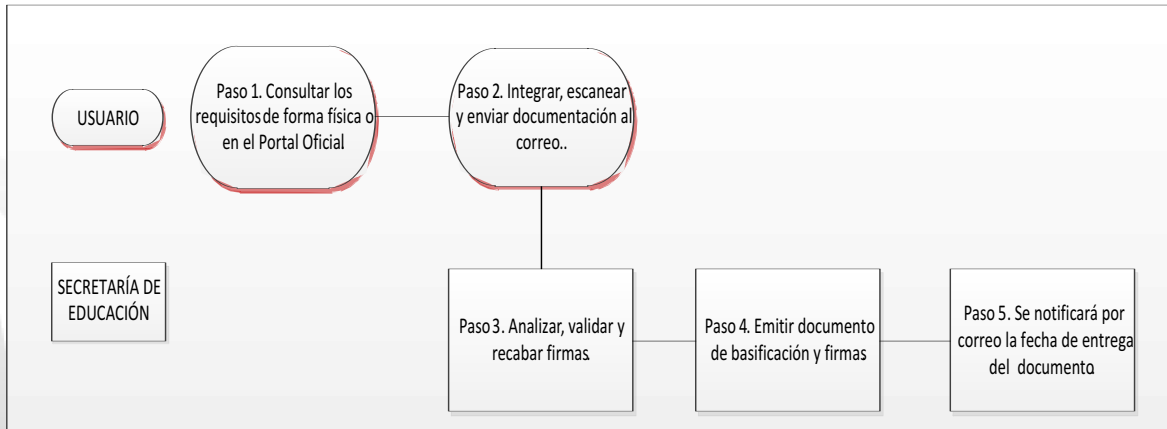 USUARIO
Paso 1. Consultar los
requisitos de forma física o
en el Portal Oficial
Paso 2. Integrar, escanear
y enviar documentación al
correo..
SECRETARÍA DE
EDUCACIÓN
Paso 3. Analizar, validar y
recabar firmas.
Paso 4. Emitir documento
de basificación y firmas
Paso 5. Se notificará por
correo la fecha de entrega
del documento.